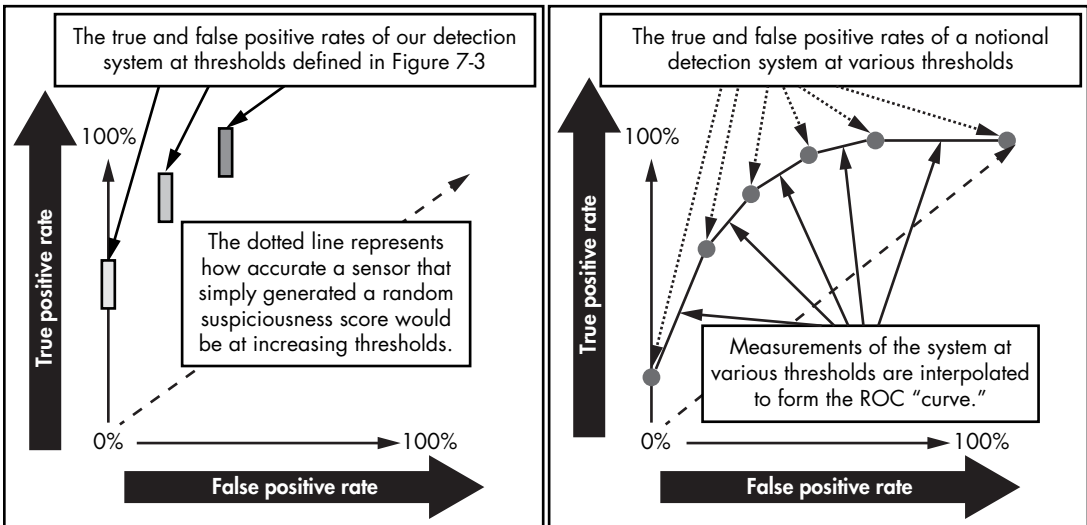 The true and false positive rates of our detection
system at thresholds defined in Figure 7-3
100%
The dotted line represents
how accurate a sensor that
simply generated a random
suspiciousness score would
be at increasing thresholds.
True positive rate
0%
100%
False positive rate
The true and false positive rates of a notional
detection system at various thresholds
100%
Measurements of the system at
various thresholds are interpolated
to form the ROC “curve.”
True positive rate
0%
100%
False positive rate